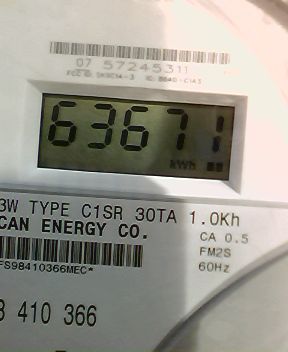 07 57245311
63671
kWh
3W TYPE C1SR 30TA 1.0Kh
CAN ENERGY CO.
CA 0.5
FM2S
60Hz
FS98410366MEC*
3 410 366